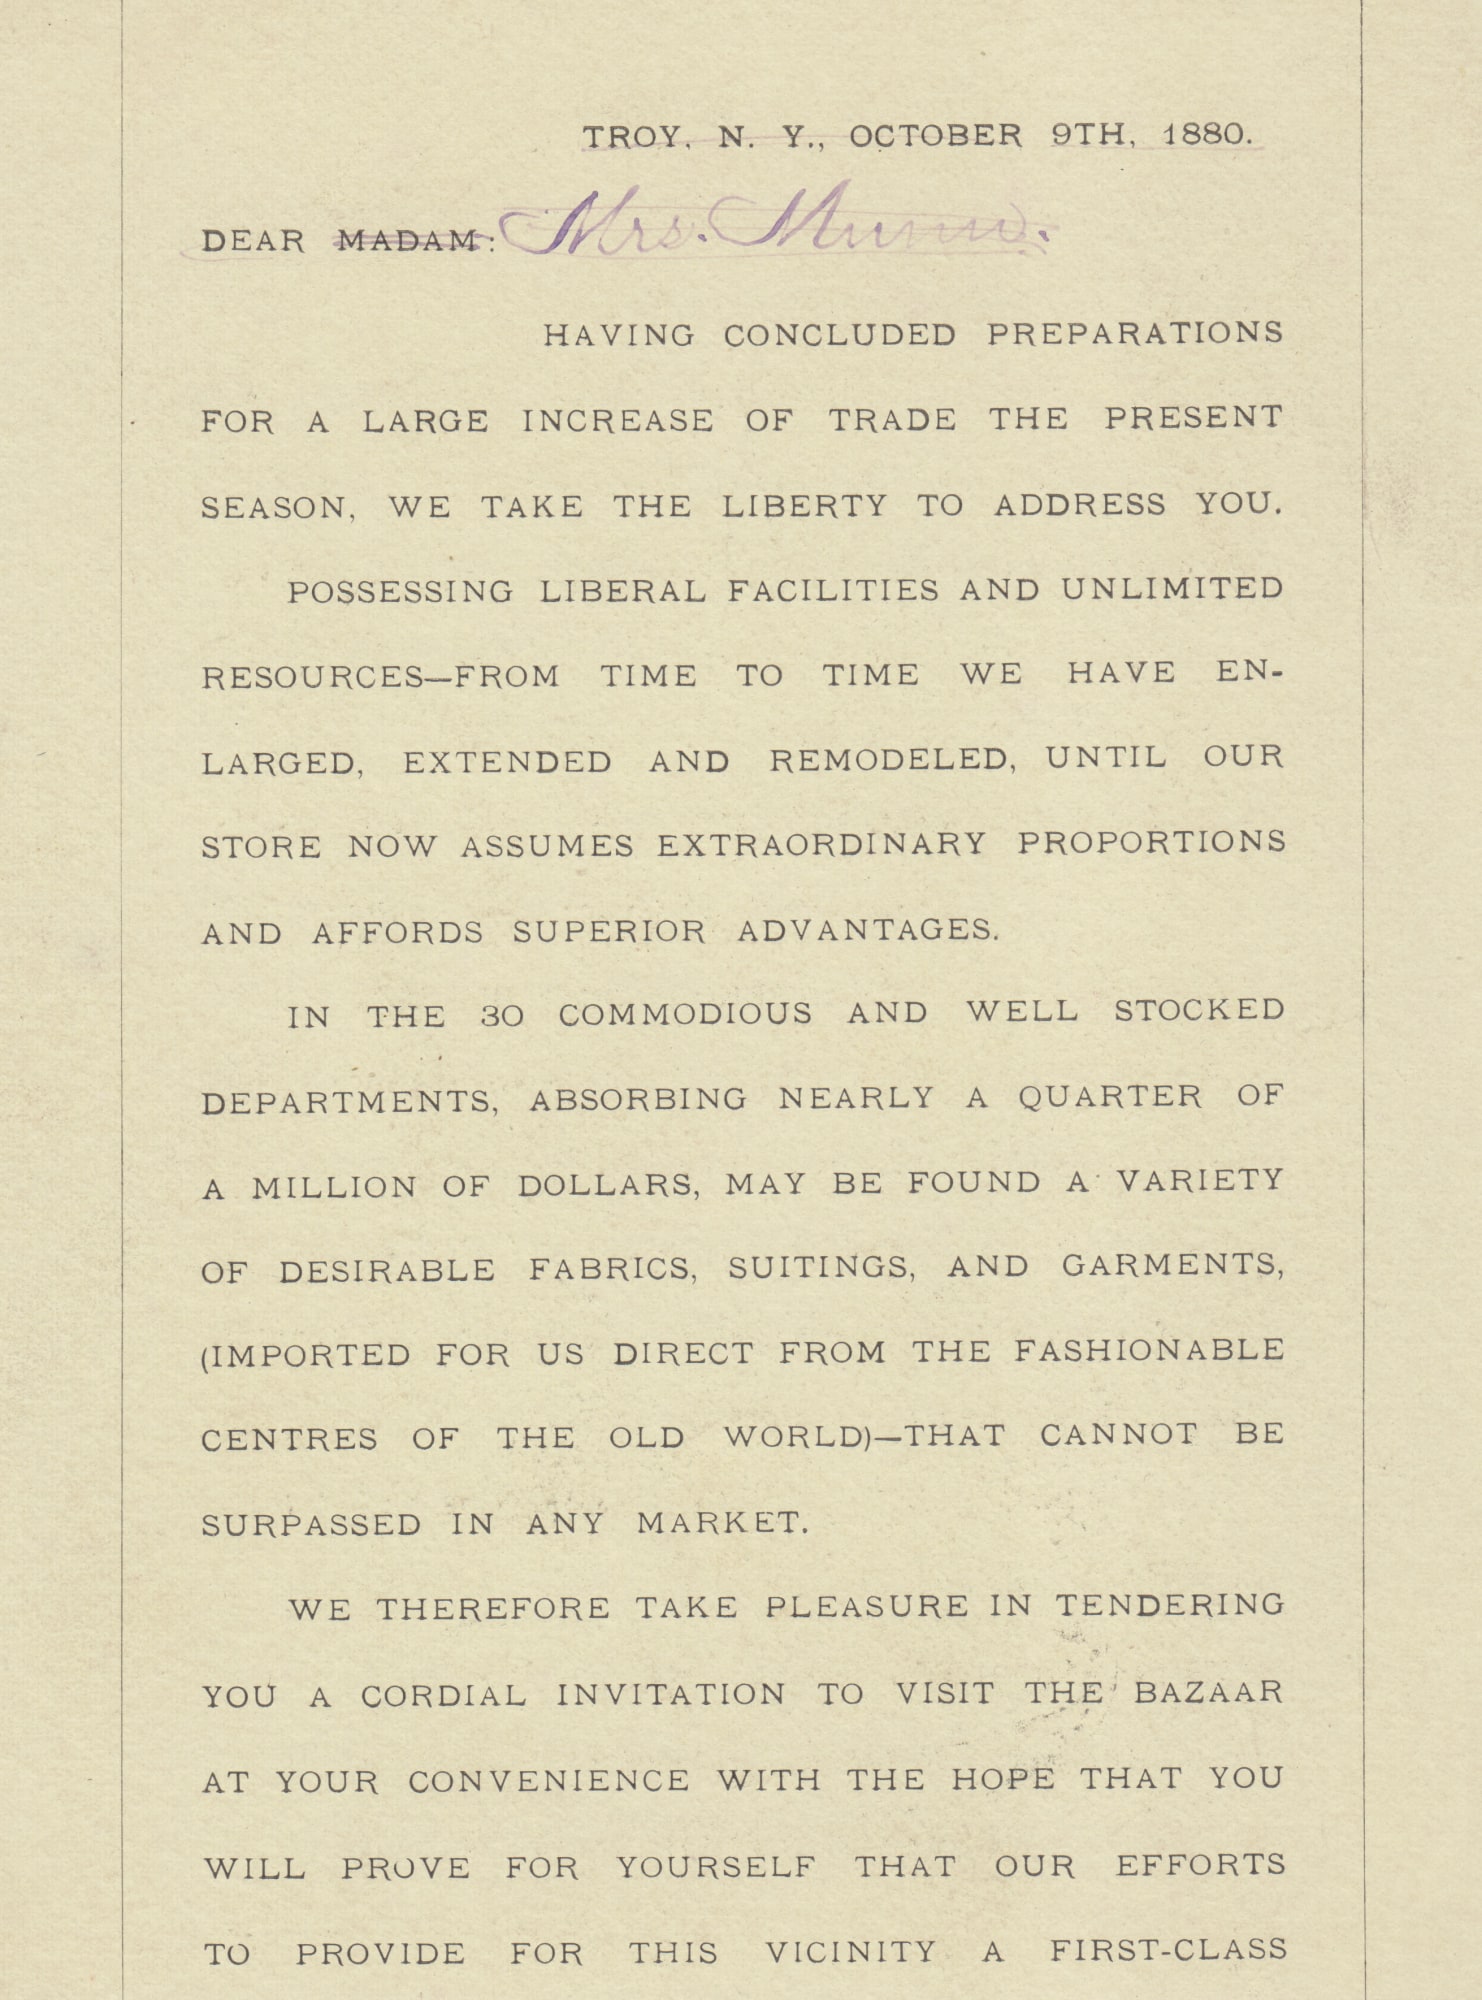 TROY, N. Y., OCTOBER 9TH, 1880.
DEAR MADAM: Mrs. Munn.
HAVING CONCLUDED PREPARATIONS
FOR A LARGE INCREASE OF TRADE THE PRESENT
SEASON, WE TAKE THE LIBERTY TO ADDRESS YOU.
POSSESSING LIBERAL FACILITIES AND UNLIMITED
RESOURCES—FROM TIME TO TIME WE HAVE EN-
LARGED, EXTENDED AND REMODELED, UNTIL OUR
STORE NOW ASSUMES EXTRAORDINARY PROPORTIONS
AND AFFORDS SUPERIOR ADVANTAGES.
IN THE 30 COMMODIOUS AND WELL STOCKED
DEPARTMENTS, ABSORBING NEARLY A QUARTER OF
A MILLION OF DOLLARS, MAY BE FOUND A VARIETY
OF DESIRABLE FABRICS, SUITINGS, AND GARMENTS,
(IMPORTED FOR US DIRECT FROM THE FASHIONABLE
CENTRES OF THE OLD WORLD)—THAT CANNOT BE
SURPASSED IN ANY MARKET.
WE THEREFORE TAKE PLEASURE IN TENDERING
YOU A CORDIAL INVITATION TO VISIT THE BAZAAR
AT YOUR CONVENIENCE WITH THE HOPE THAT YOU
WILL PROVE FOR YOURSELF THAT OUR EFFORTS
TO PROVIDE FOR THIS VICINITY A FIRST-CLASS